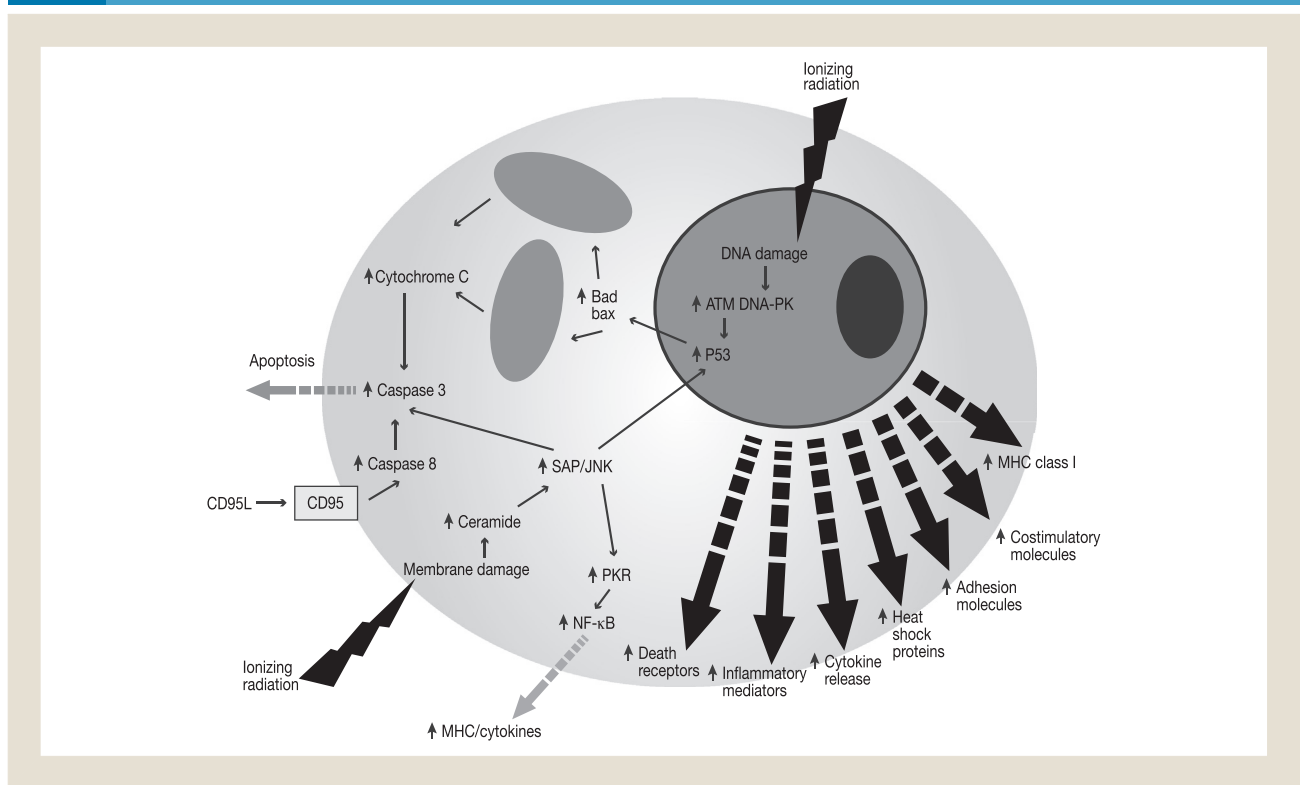 Ionizing
radiation
DNA damage
ATM DNA-PK
P53
Bad
bax
Cytochrome C
Apoptosis
Caspase 3
Caspase 8
CD95L
CD95
SAP/JNK
Ceramide
Membrane damage
PKR
NF-κB
Ionizing
radiation
MHC/cytokines
Death
receptors
Inflammatory
mediators
Cytokine
release
Heat
shock
proteins
Adhesion
molecules
Costimulatory
molecules
MHC class I